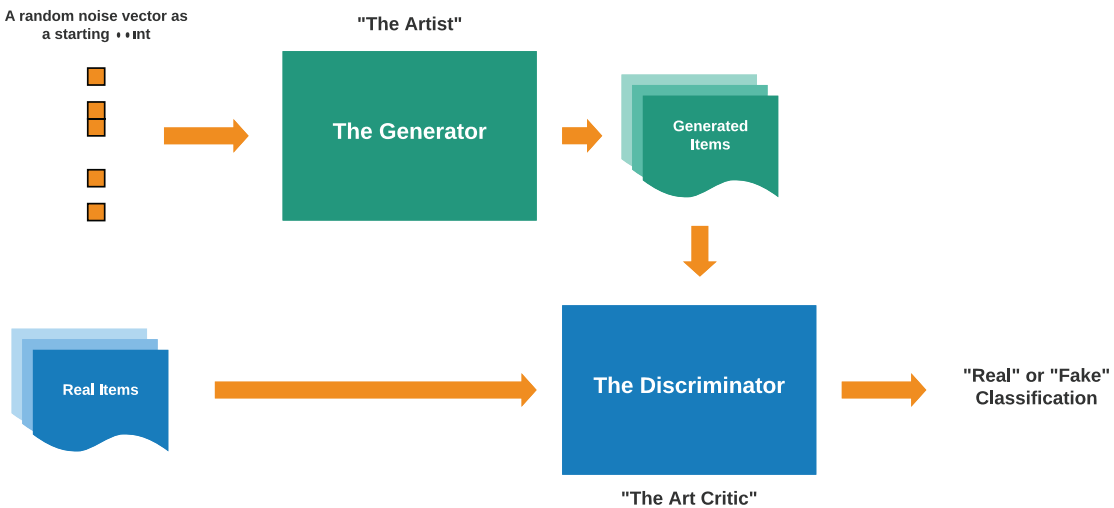 A random noise vector as
a starting
"The Artist"
The Generator
Generated
Items
Real Items
The Discriminator
"Real" or "Fake"
Classification
"The Art Critic"